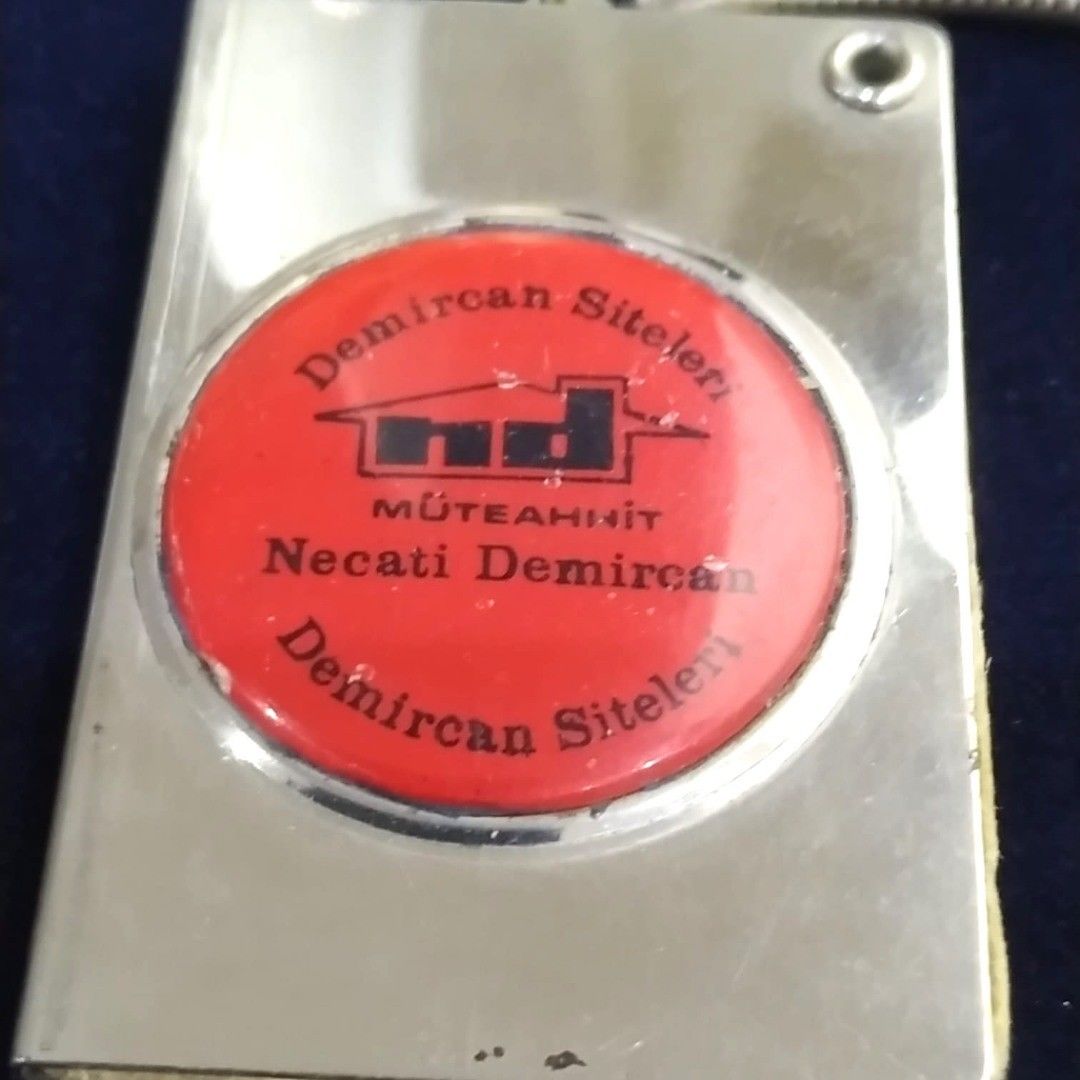 Demircan Siteleri
nd
MÜTEAHHİT
Necati Demircan
Demircan Siteleri